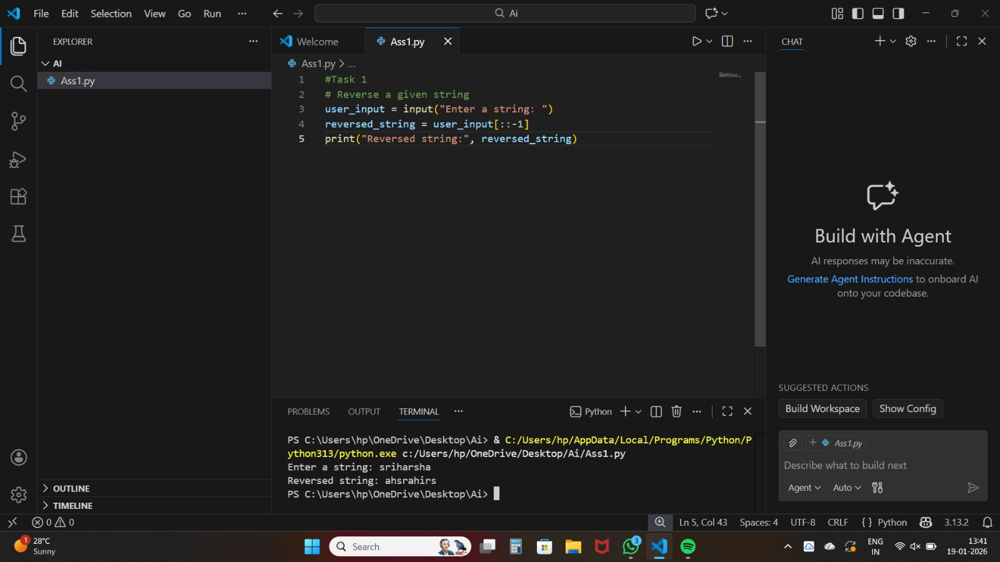 File Edit Selection View Go Run ···
Ai
EXPLORER
AI
Ass1.py
OUTLINE
TIMELINE
Welcome
Ass1.py
Ass1.py > ...
1 #Task 1
2 # Reverse a given string
3 user_input = input("Enter a string: ")
4 reversed_string = user_input[::-1]
5 print("Reversed string:", reversed_string)
PROBLEMS OUTPUT TERMINAL ···
Python
PS C:\Users\hp\OneDrive\Desktop\Ai> & C:/Users/hp/AppData/Local/Programs/Python/P
ython313/python.exe c:/Users/hp/OneDrive/Desktop/Ai/Ass1.py
Enter a string: sriharsha
Reversed string: ahsrahirs
PS C:\Users\hp\OneDrive\Desktop\Ai>
CHAT
Build with Agent
AI responses may be inaccurate.
Generate Agent Instructions to onboard AI
onto your codebase.
SUGGESTED ACTIONS
Build Workspace Show Config
Ass1.py
Describe what to build next
Agent Auto
0 0
Ln 5, Col 43 Spaces: 4 UTF-8 CRLF { } Python 3.13.2
1
28°C
Sunny
Search
3
ENG
IN
13:41
19-01-2026